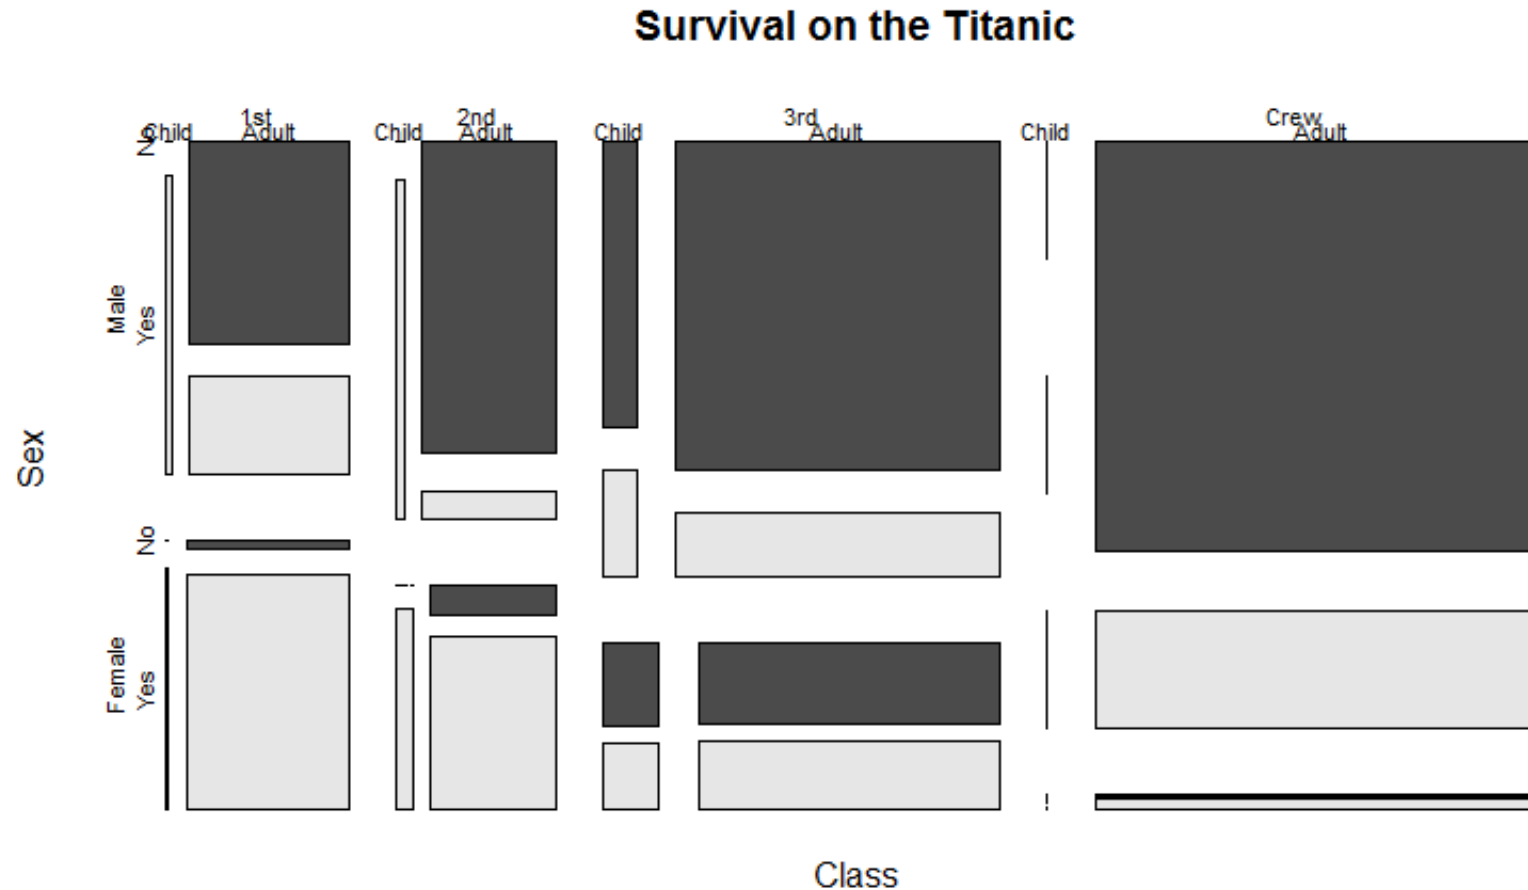 Survival on the Titanic
1st 2nd 3rd Crew
Child Adult Child Adult Child Adult Child Adult
Sex
Male
No Yes
Female
No Yes
Class